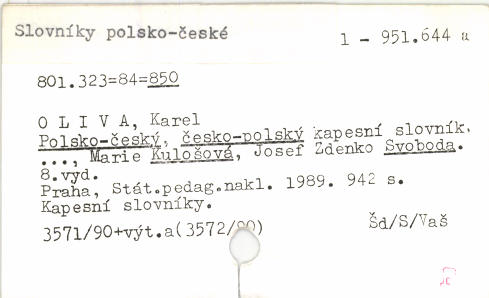 Slovníky polsko-české
1 - 951.644 a
801.323=84=850
O L I V A, Karel
Polsko-český, česko-polský kapesní slovník.
..., Marie Kulošová, Josef Zdenko Svoboda.
8.vyd.
Praha, Stát.pedag.nakl. 1989. 942 s.
Kapesní slovníky.
3571/90+výt.a(3572/90)
Šd/S/Vaš